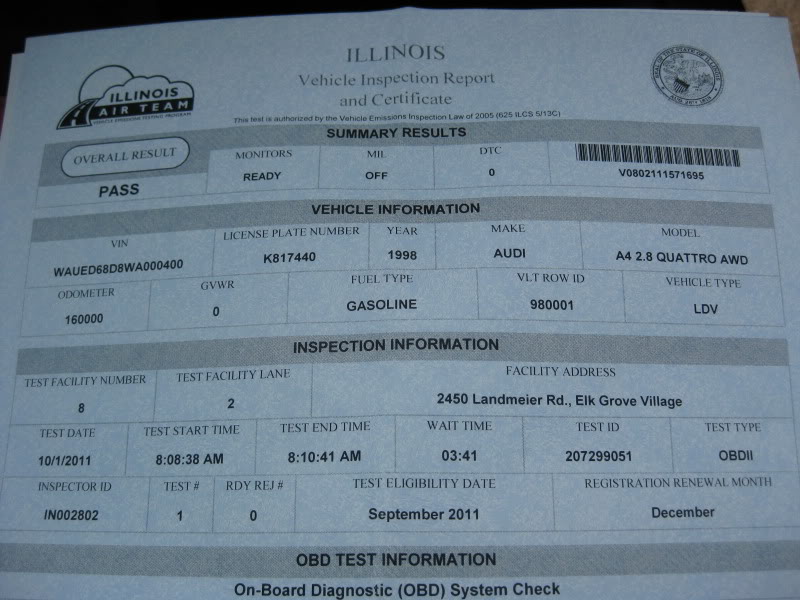 ILLINOIS
Vehicle Inspection Report
and Certificate
This test is authorized by the Vehicle Emissions Inspection Law of 2005 (625 ILCS 5/13C)
ILLINOIS
AIR TEAM
VEHICLE EMISSIONS TESTING PROGRAM
SUMMARY RESULTS
OVERALL RESULT MONITORS MIL DTC
PASS READY OFF 0 V0802111571695
VEHICLE INFORMATION
VIN LICENSE PLATE NUMBER YEAR MAKE MODEL
WAUED68D8WA000400 K817440 1998 AUDI A4 2.8 QUATTRO AWD
ODOMETER GVWR FUEL TYPE VLT ROW ID VEHICLE TYPE
160000 0 GASOLINE 980001 LDV
INSPECTION INFORMATION
TEST FACILITY NUMBER TEST FACILITY LANE FACILITY ADDRESS
8 2 2450 Landmeier Rd., Elk Grove Village
TEST DATE TEST START TIME TEST END TIME WAIT TIME TEST ID TEST TYPE
10/1/2011 8:08:38 AM 8:10:41 AM 03:41 207299051 OBDII
INSPECTOR ID TEST # RDY REJ # TEST ELIGIBILITY DATE REGISTRATION RENEWAL MONTH
IN002802 1 0 September 2011 December
OBD TEST INFORMATION
On-Board Diagnostic (OBD) System Check